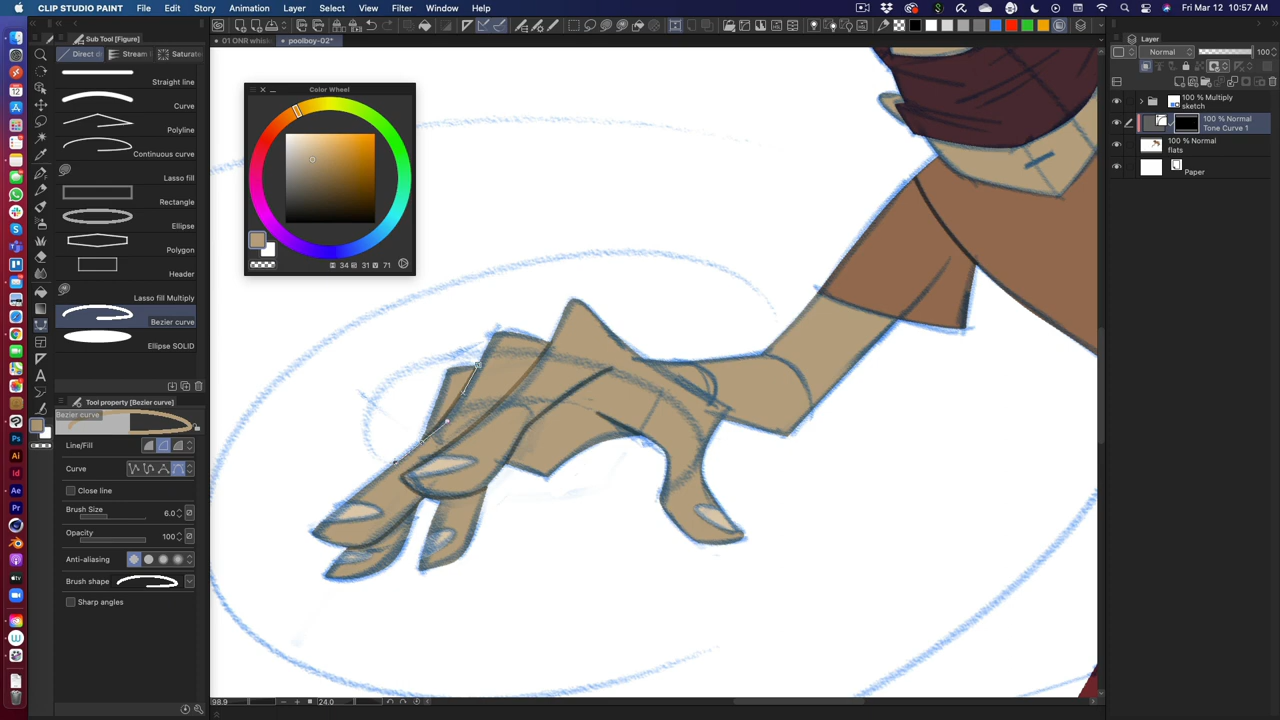 CLIP STUDIO PAINT File Edit Story Animation Layer Select View Filter Window Help Fri Mar 12 10:57 AM
Sub Tool [Figure]
01 ONR whisk
poolboy-02*
Layer
Direct d
Stream
Saturate
Normal
100
Straight line
Curve
Polyline
Continuous curve
Lasso fill
Rectangle
Ellipse
Polygon
Header
Lasso fill Multiply
Bezier curve
Ellipse SOLID
Color Wheel
34 31 71
100 % Multiply
sketch
100 % Normal
Tone Curve 1
100 % Normal
flats
Paper
Tool property [Bezier curve]
Bezier curve
Line/Fill
Curve
Close line
Brush Size 6.0
Opacity 100
Anti-aliasing
Brush shape
Sharp angles
98.9
24.0